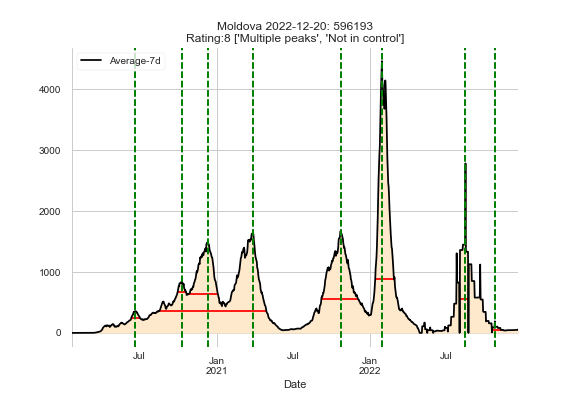 Moldova 2022-12-20: 596193
Rating:8 ['Multiple peaks', 'Not in control']
Average-7d
4000
3000
2000
1000
0
Jul
Jan
2021
Jul
Jan
2022
Jul
Date